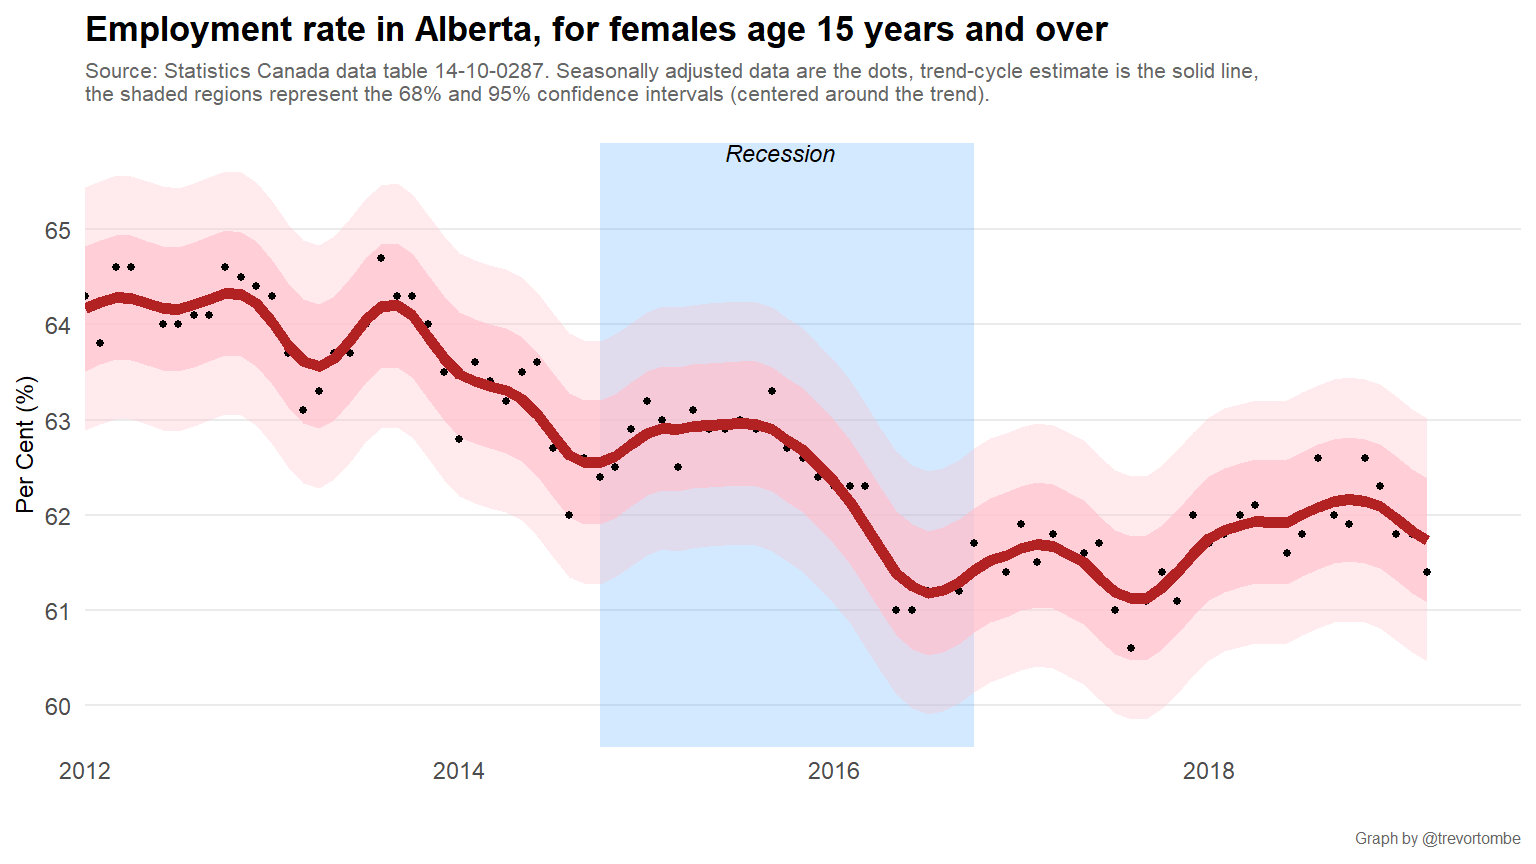 Employment rate in Alberta, for females age 15 years and over
Source: Statistics Canada data table 14-10-0287. Seasonally adjusted data are the dots, trend-cycle estimate is the solid line,
the shaded regions represent the 68% and 95% confidence intervals (centered around the trend).
Recession
65
64
63
62
61
60
Per Cent (%)
2012 2014 2016 2018
Graph by @trevortombe